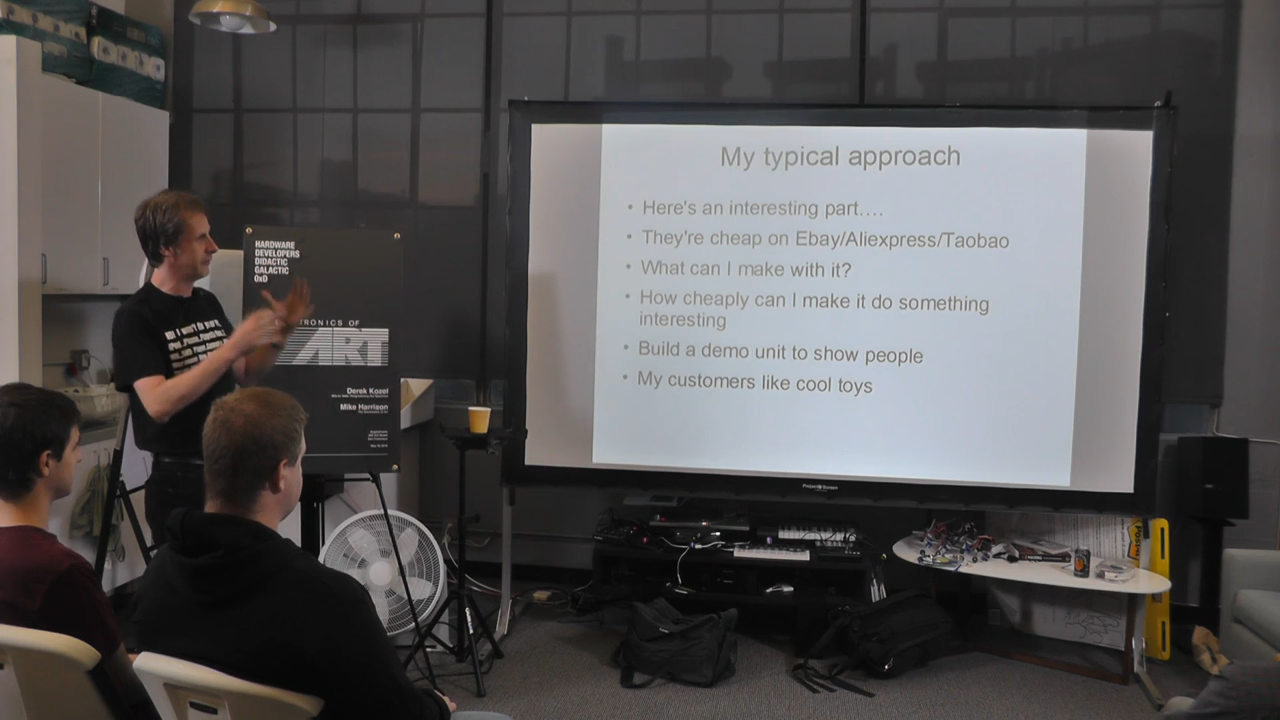 My typical approach
• Here's an interesting part....
• They're cheap on Ebay/Aliexpress/Taobao
• What can I make with it?
• How cheaply can I make it do something
interesting
• Build a demo unit to show people
• My customers like cool toys
HARDWARE
DEVELOPERS
DIDACTIC
GALACTIC
0xD
TRONICS OF
ART
Derek Kozel
Mike Harrison